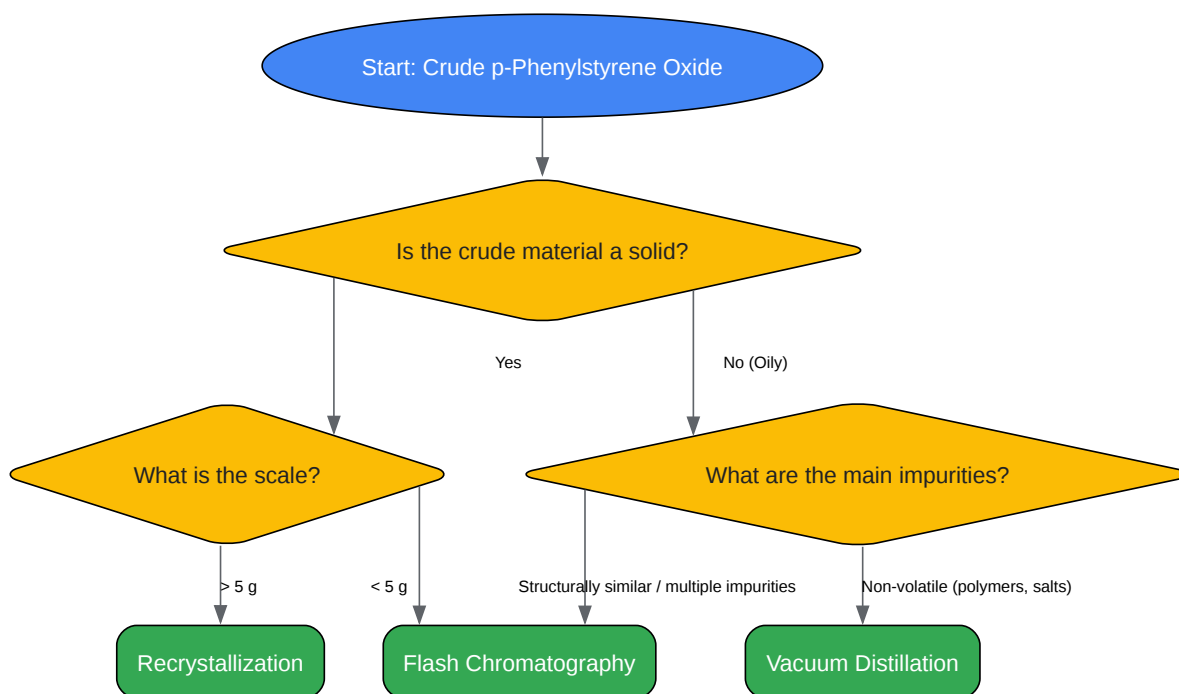 Start: Crude p-Phenylstyrene Oxide
Is the crude material a solid?
Yes
No (Oily)
What is the scale?
What are the main impurities?
> 5 g
< 5 g
Structurally similar / multiple impurities
Non-volatile (polymers, salts)
Recrystallization
Flash Chromatography
Vacuum Distillation